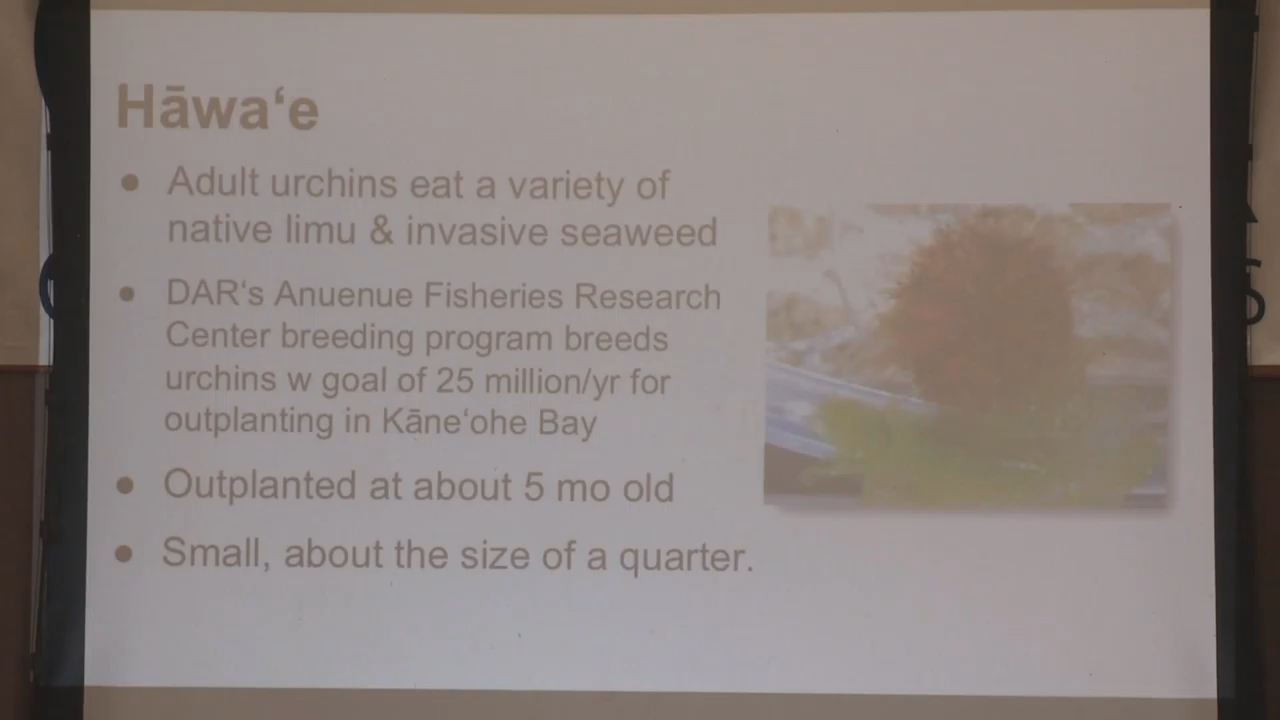 Hāwaʻe
● Adult urchins eat a variety of
native limu & invasive seaweed
● DAR‘s Anuenue Fisheries Research
Center breeding program breeds
urchins w goal of 25 million/yr for
outplanting in Kāneʻohe Bay
● Outplanted at about 5 mo old
● Small, about the size of a quarter.